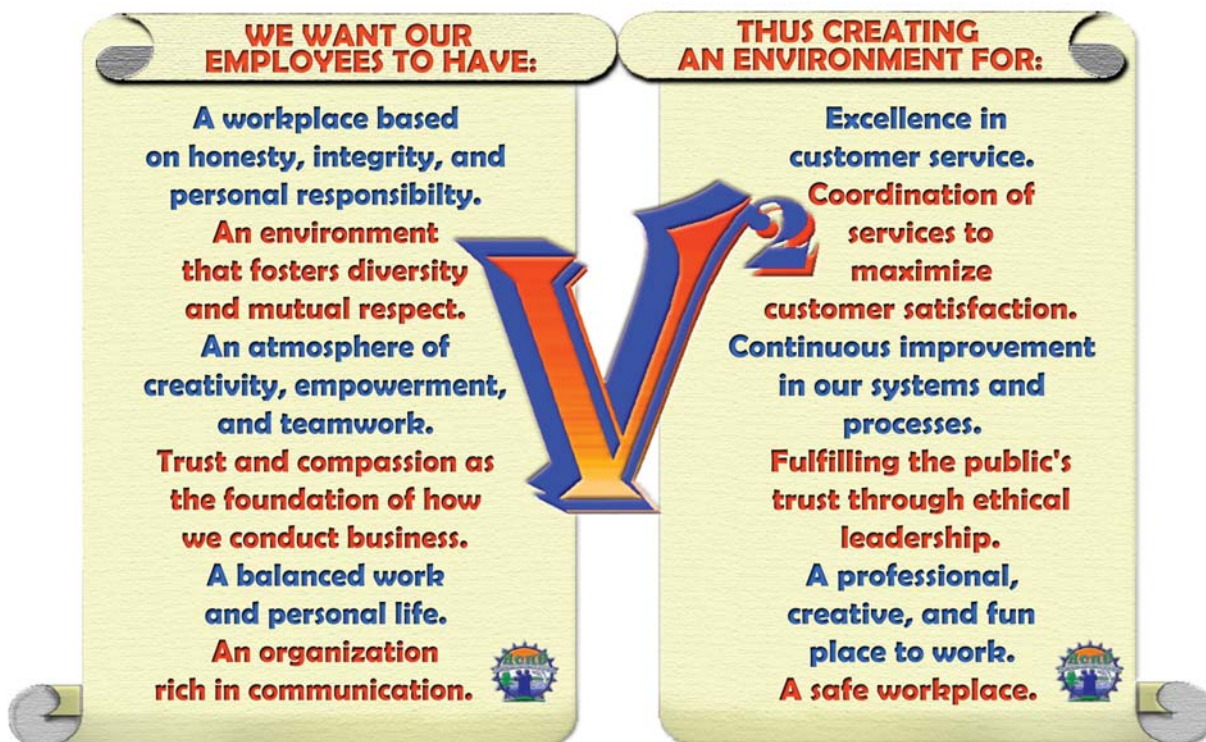 WE WANT OUR
EMPLOYEES TO HAVE:
A workplace based
on honesty, integrity, and
personal responsibilty.
An environment
that fosters diversity
and mutual respect.
An atmosphere of
creativity, empowerment,
and teamwork.
Trust and compassion as
the foundation of how
we conduct business.
A balanced work
and personal life.
An organization
rich in communication.
V2
THUS CREATING
AN ENVIRONMENT FOR:
Excellence in
customer service.
Coordination of
services to
maximize
customer satisfaction.
Continuous improvement
in our systems and
processes.
Fulfilling the public's
trust through ethical
leadership.
A professional,
creative, and fun
place to work.
A safe workplace.